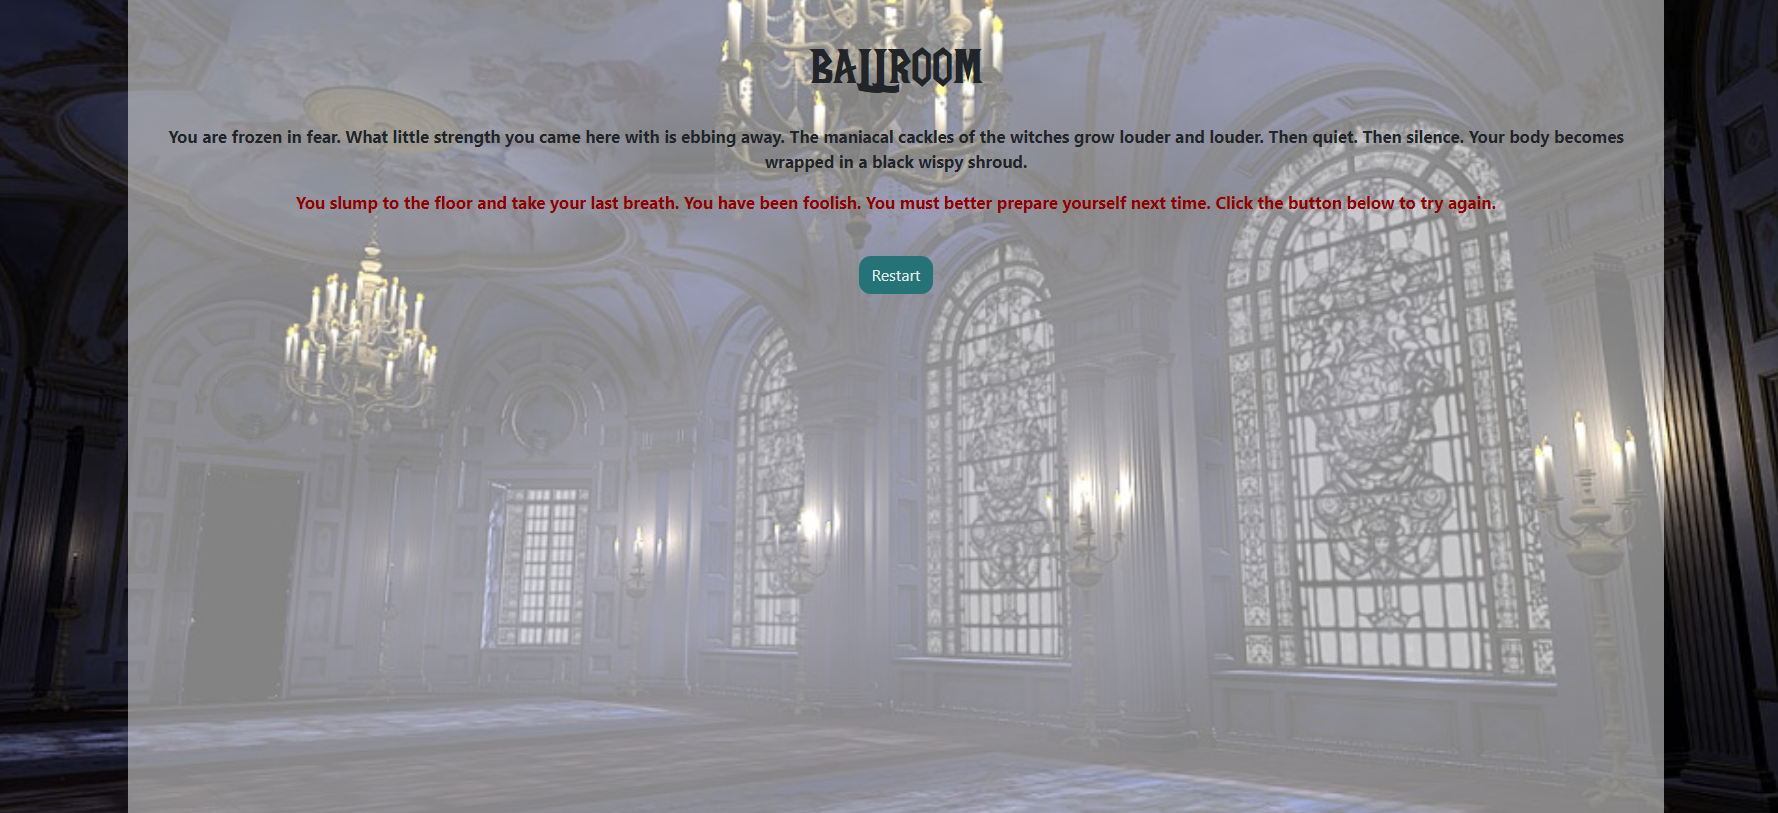 BALLROOM
You are frozen in fear. What little strength you came here with is ebbing away. The maniacal cackles of the witches grow louder and louder. Then quiet. Then silence. Your body becomes
wrapped in a black wispy shroud.
You slump to the floor and take your last breath. You have been foolish. You must better prepare yourself next time. Click the button below to try again.
Restart